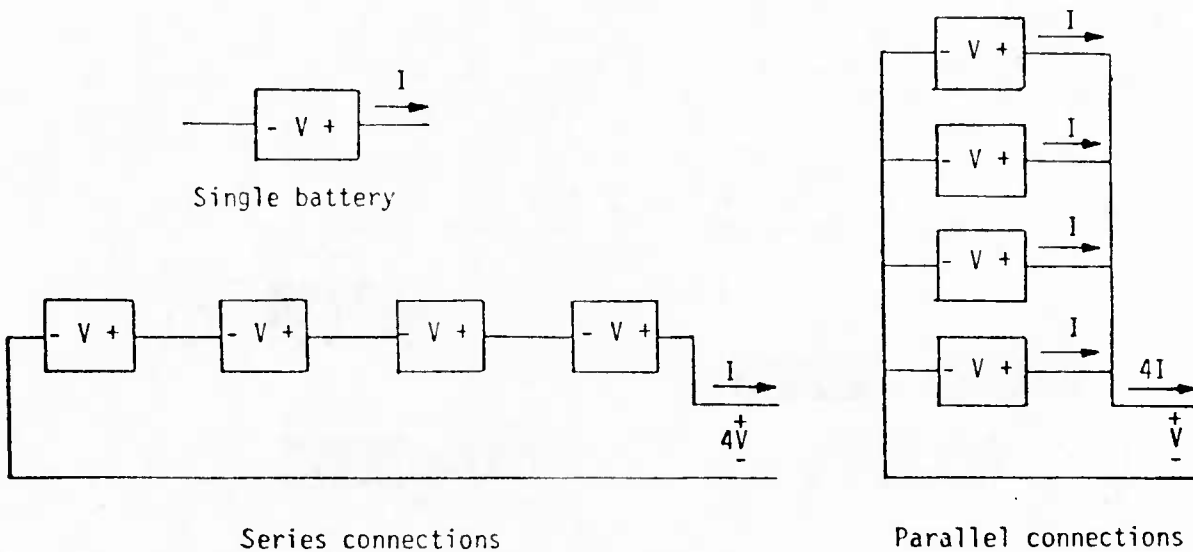 I
- V +
Single battery
- V +
- V +
- V +
- V +
I
+
4V
-
Series connections
I
- V +
I
- V +
I
- V +
I
- V +
4I
+
V
-
Parallel connections